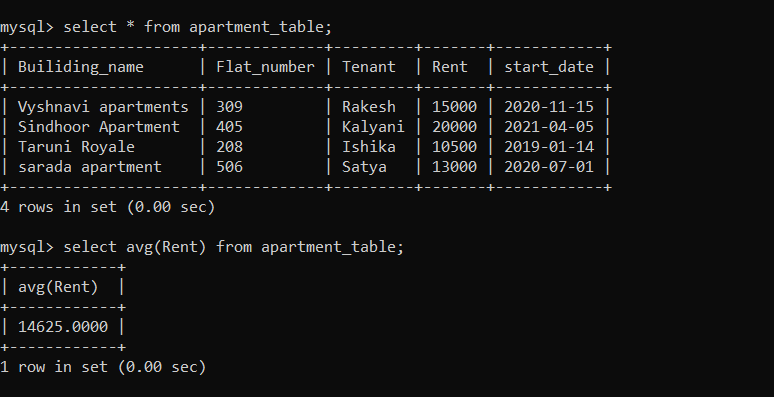 mysql> select * from apartment_table;
+---------------------+-------------+---------+-------+------------+
| Builiding_name      | Flat_number | Tenant  | Rent  | start_date |
+---------------------+-------------+---------+-------+------------+
| Vyshnavi apartments | 309         | Rakesh  | 15000 | 2020-11-15 |
| Sindhoor Apartment  | 405         | Kalyani | 20000 | 2021-04-05 |
| Taruni Royale       | 208         | Ishika  | 10500 | 2019-01-14 |
| sarada apartment    | 506         | Satya   | 13000 | 2020-07-01 |
+---------------------+-------------+---------+-------+------------+
4 rows in set (0.00 sec)
mysql> select avg(Rent) from apartment_table;
+------------+
| avg(Rent)  |
+------------+
| 14625.0000 |
+------------+
1 row in set (0.00 sec)